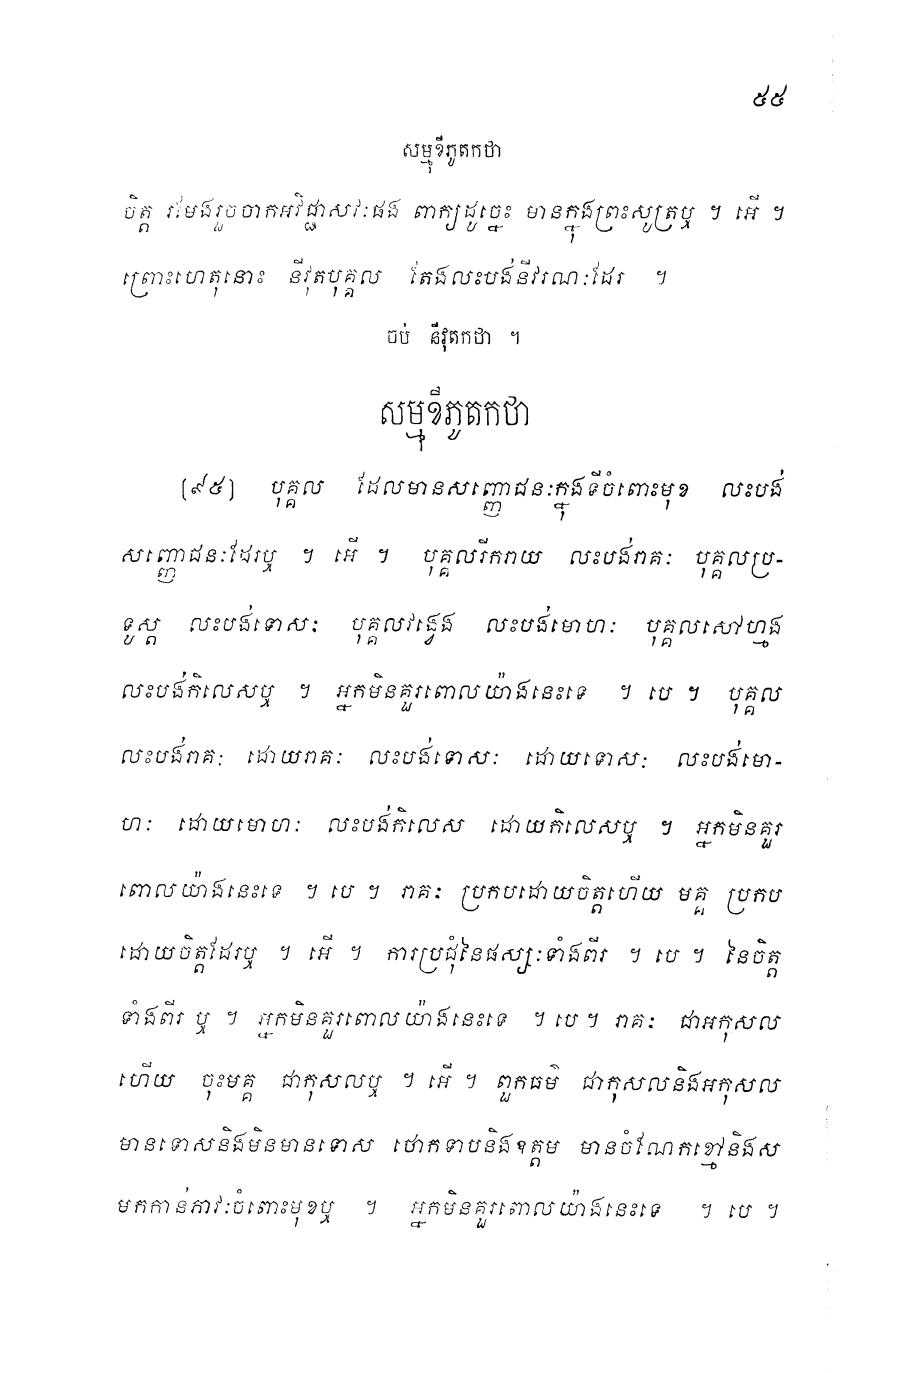 ៥៥
សម្មុខីភូតកថា
ចិត្ត រមែងរួចចាកអវិជ្ជាសវៈផង ពាក្យដូច្នេះ មានក្នុងព្រះសូត្រឬ ។ អើ ។
ព្រោះហេតុនោះ នីវុតបុគ្គល តែងលះបង់នីវរណៈដែរ ។
ចប់ នីវុតកថា ។
សម្មុខីភូតកថា
[៩៥] បុគ្គល ដែលមានសញ្ញោជនៈក្នុងទីចំពោះមុខ លះបង់
សញ្ញោជនៈដែរឬ ។ អើ ។ បុគ្គលរីករាយ លះបង់រាគៈ បុគ្គលប្រ-
ទូស្ត លះបង់ទោសៈ បុគ្គលវង្វេង លះបង់មោហៈ បុគ្គលសៅហ្មង
លះបង់កិលេសឬ ។ អ្នកមិនគួរពោលយ៉ាងនេះទេ ។ បេ ។ បុគ្គល
លះបង់រាគៈ ដោយរាគៈ លះបង់ទោសៈ ដោយទោសៈ លះបង់មោ-
ហៈ ដោយមោហៈ លះបង់កិលេស ដោយកិលេសឬ ។ អ្នកមិនគួរ
ពោលយ៉ាងនេះទេ ។ បេ ។ រាគៈ ប្រកបដោយចិត្តហើយ មគ្គ ប្រកប
ដោយចិត្តដែរឬ ។ អើ ។ ការប្រជុំនៃផស្សៈទាំងពីរ ។ បេ ។ នៃចិត្ត
ទាំងពីរ ឬ ។ អ្នកមិនគួរពោលយ៉ាងនេះទេ ។ បេ ។ រាគៈ ជាអកុសល
ហើយ ចុះមគ្គ ជាកុសលឬ ។ អើ ។ ពួកធម៌ ជាកុសលនិងអកុសល
មានទោសនិងមិនមានទោស ថោកទាបនិងឧត្តម មានចំណែកខ្មៅនិងស
មកកាន់ភាវៈចំពោះមុខឬ ។ អ្នកមិនគួរពោលយ៉ាងនេះទេ ។ បេ ។